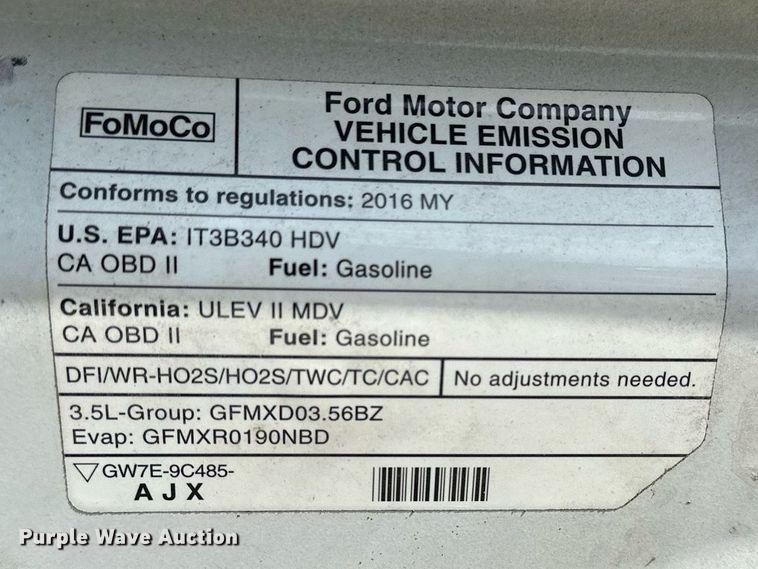 FoMoCo
Ford Motor Company
VEHICLE EMISSION
CONTROL INFORMATION
Conforms to regulations: 2016 MY
U.S. EPA: IT3B340 HDV
CA OBD II Fuel: Gasoline
California: ULEV II MDV
CA OBD II Fuel: Gasoline
DFI/WR-HO2S/HO2S/TWC/TC/CAC No adjustments needed.
3.5L-Group: GFMXD03.56BZ
Evap: GFMXR0190NBD
GW7E-9C485-
A J X
Purple Wave Auction